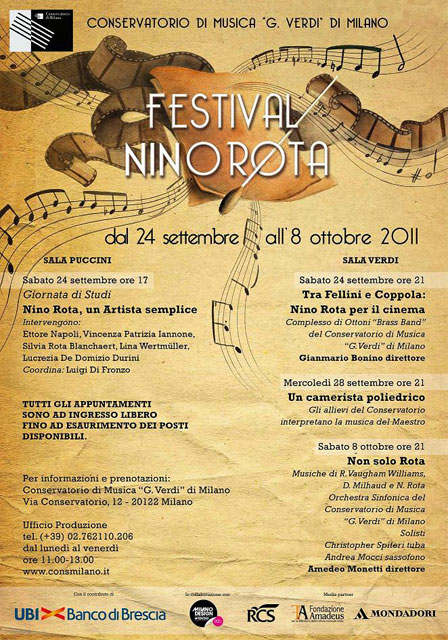 Conservatorio di Milano
CONSERVATORIO DI MUSICA "G. VERDI" DI MILANO
FESTIVAL
NINO ROTA
dal 24 settembre all'8 ottobre 2011
SALA PUCCINI
Sabato 24 settembre ore 17
Giornata di Studi
Nino Rota, un Artista semplice
Intervengono:
Ettore Napoli, Vincenza Patrizia Iannone,
Silvia Rota Blanchaert, Lina Wertmüller,
Lucrezia De Domizio Durini
Coordina: Luigi Di Fronzo
TUTTI GLI APPUNTAMENTI
SONO AD INGRESSO LIBERO
FINO AD ESAURIMENTO DEI POSTI
DISPONIBILI.
Per informazioni e prenotazioni:
Conservatorio di Musica "G. Verdi" di Milano
Via Conservatorio, 12 - 20122 Milano
Ufficio Produzione
tel. (+39) 02.762110.206
dal lunedì al venerdì
ore 11.00-13.00
www.consmilano.it
SALA VERDI
Sabato 24 settembre ore 21
Tra Fellini e Coppola:
Nino Rota per il cinema
Complesso di Ottoni "Brass Band"
del Conservatorio di Musica
"G. Verdi" di Milano
Gianmario Bonino direttore
Mercoledì 28 settembre ore 21
Un camerista poliedrico
Gli allievi del Conservatorio
interpretano la musica del Maestro
Sabato 8 ottobre ore 21
Non solo Rota
Musiche di R. Vaugham Williams,
D. Milhaud e N. Rota
Orchestra Sinfonica del
Conservatorio di Musica
"G. Verdi" di Milano
Solisti
Christopher Spiferi tuba
Andrea Mocci sassofono
Amedeo Monetti direttore
Con il contributo di
UBI Banco di Brescia
In collaborazione con
MILANO DESIGN
Media partner
RCS
Fondazione Amadeus
MONDADORI